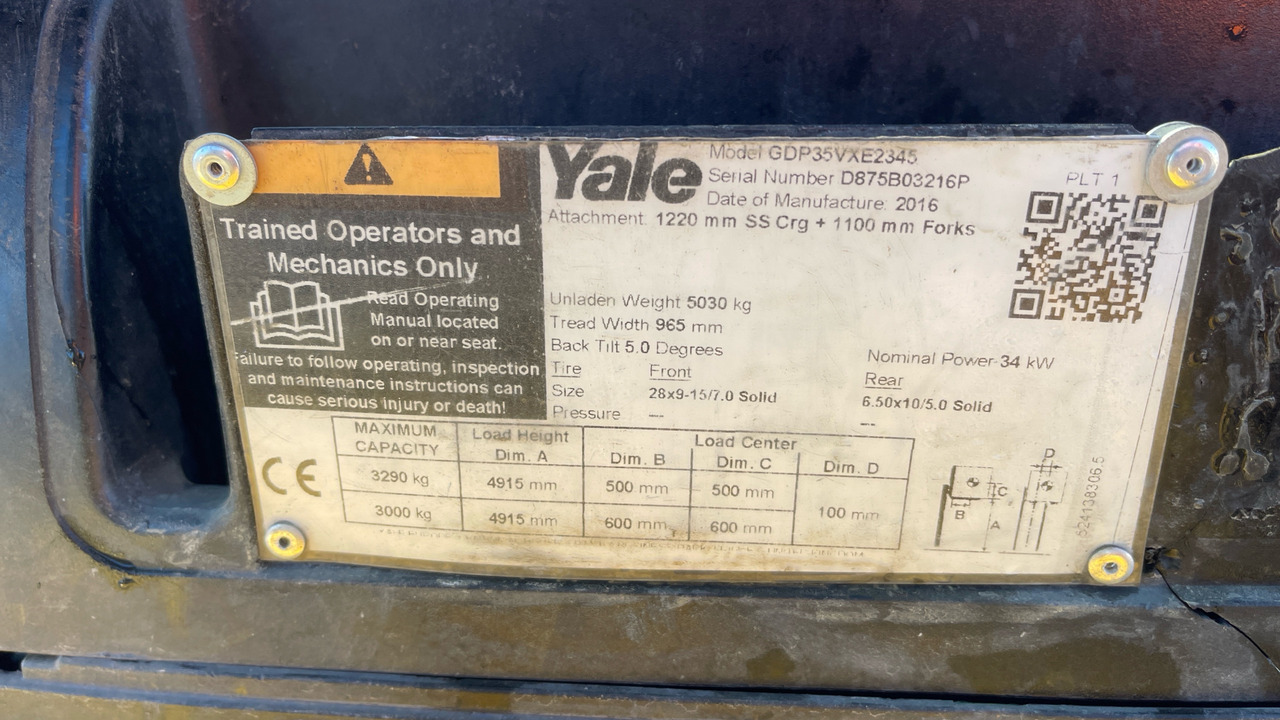 Trained Operators and
Mechanics Only
Read Operating
Manual located
on or near seat.
Failure to follow operating, inspection
and maintenance instructions can
cause serious injury or death!
Yale
Model GDP35VXE2345
Serial Number D875B03216P
Date of Manufacture: 2016
Attachment: 1220 mm SS Crg + 1100 mm Forks
PLT 1
Unladen Weight 5030 kg
Tread Width 965 mm
Back Tilt 5.0 Degrees
Nominal Power 34 kW
Tire Front Rear
Size 28x9-15/7.0 Solid 6.50x10/5.0 Solid
Pressure --- ---
MAXIMUM CAPACITY Load Height Load Center
Dim. A Dim. B Dim. C Dim. D
3290 kg 4915 mm 500 mm 500 mm 100 mm
3000 kg 4915 mm 600 mm 600 mm
CE
D
C
B
A